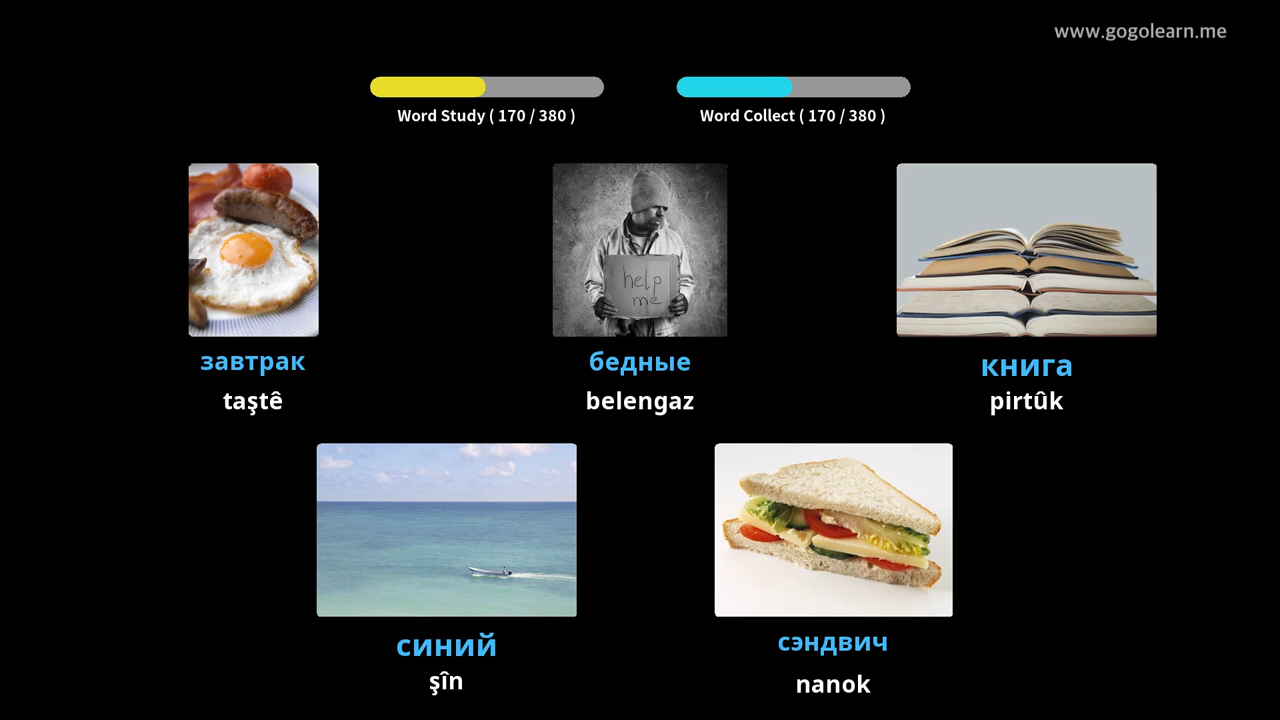 www.gogolearn.me
Word Study ( 170 / 380 )
Word Collect ( 170 / 380 )
help
me
завтрак
taştê
бедные
belengaz
книга
pirtûk
синий
şîn
сэндвич
nanok